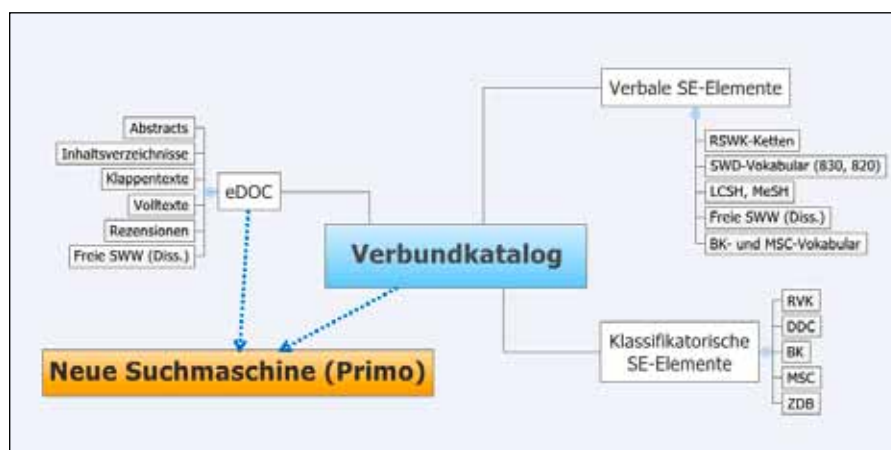 Abstracts
Inhaltsverzeichnisse
Klappentexte
Volltexte
Rezensionen
Freie SWW (Diss.)
eDOC
Verbundkatalog
Neue Suchmaschine (Primo)
Verbale SE-Elemente
RSWK-Ketten
SWD-Vokabular (830, 820)
LCSH, MeSH
Freie SWW (Diss.)
BK- und MSC-Vokabular
Klassifikatorische
SE-Elemente
RVK
DDC
BK
MSC
ZDB